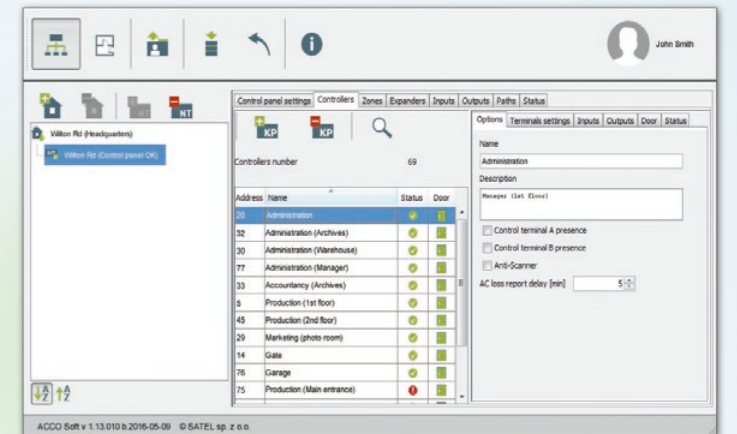 John Smith
NT
NT
Control panel settings Controllers Zones Expanders Inputs Outputs Paths Status
Wilton Rd (Headquarters)
Wilton Rd (Control panel OK)
KP
KP
Controllers number 69
Address Name Status Door
20 Administration
32 Administration (Archives)
30 Administration (Warehouse)
77 Administration (Manager)
33 Accountancy (Archives)
5 Production (1st floor)
45 Production (2nd floor)
29 Marketing (photo room)
14 Gate
76 Garage
75 Production (Main entrance)
Options Terminals settings Inputs Outputs Door Status
Name
Administration
Description
Manager (1st floor)
Control terminal A presence
Control terminal B presence
Anti-Scanner
AC loss report delay [min] 5
A
Z
A
Z
ACCO Soft v 1.13.010 b.2016-05-09 © SATEL sp. z o.o.